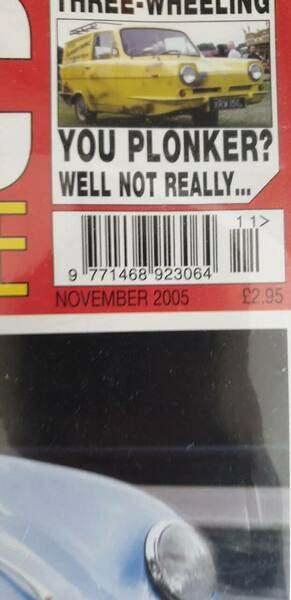 THREE-WHEELING
YOU PLONKER?
WELL NOT REALLY...
11>
9 771468 923064
NOVEMBER 2005 £2.95